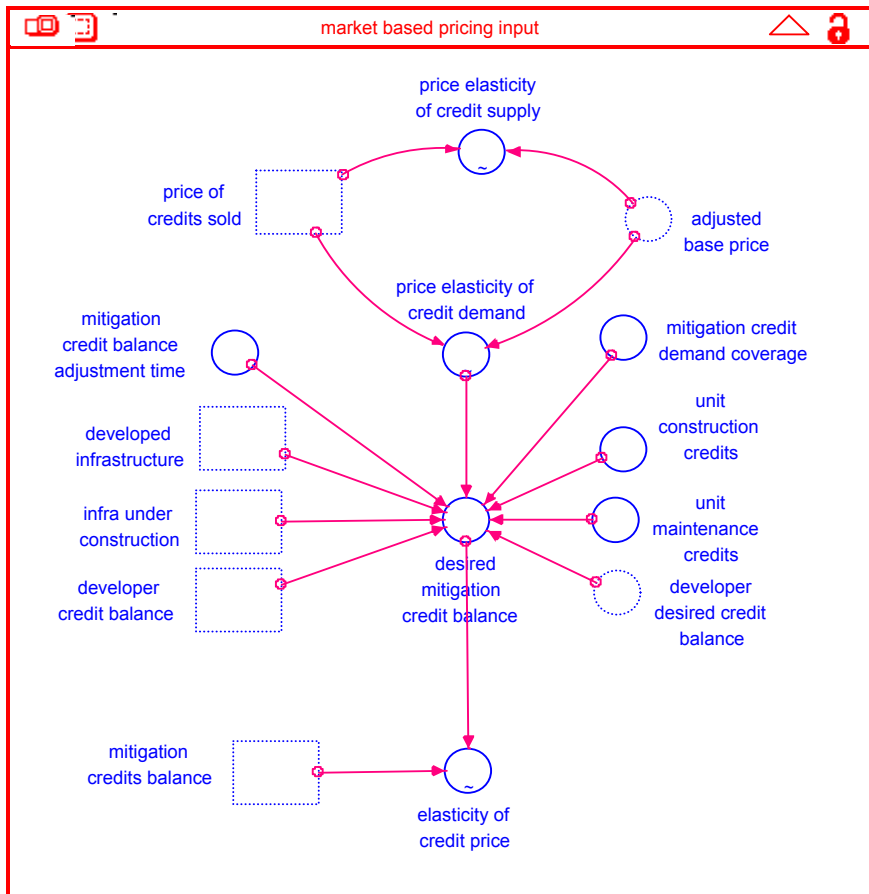 market based pricing input
price elasticity
of credit supply
~
price of
credits sold
adjusted
base price
price elasticity of
credit demand
mitigation
credit balance
adjustment time
mitigation credit
demand coverage
developed
infrastructure
unit
construction
credits
infra under
construction
unit
maintenance
credits
developer
credit balance
desired
mitigation
credit balance
developer
desired credit
balance
mitigation
credits balance
~
elasticity of
credit price